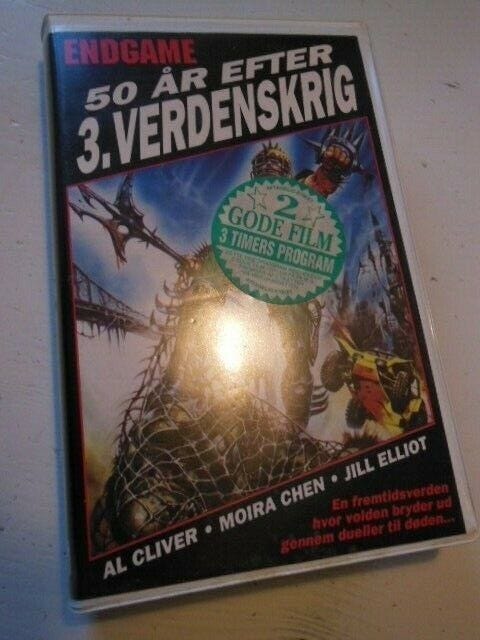 ENDGAME
50 ÅR EFTER
3. VERDENSKRIG
2
GODE FILM
3 TIMERS PROGRAM
AL CLIVER • MOIRA CHEN • JILL ELLIOT
En fremtidsverden
hvor volden bryder ud
gennem dueller til døden...